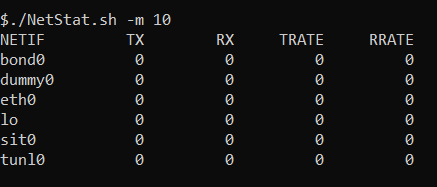 $./NetStat.sh -m 10
NETIF TX RX TRATE RRATE
bond0 0 0 0 0
dummy0 0 0 0 0
eth0 0 0 0 0
lo 0 0 0 0
sit0 0 0 0 0
tunl0 0 0 0 0